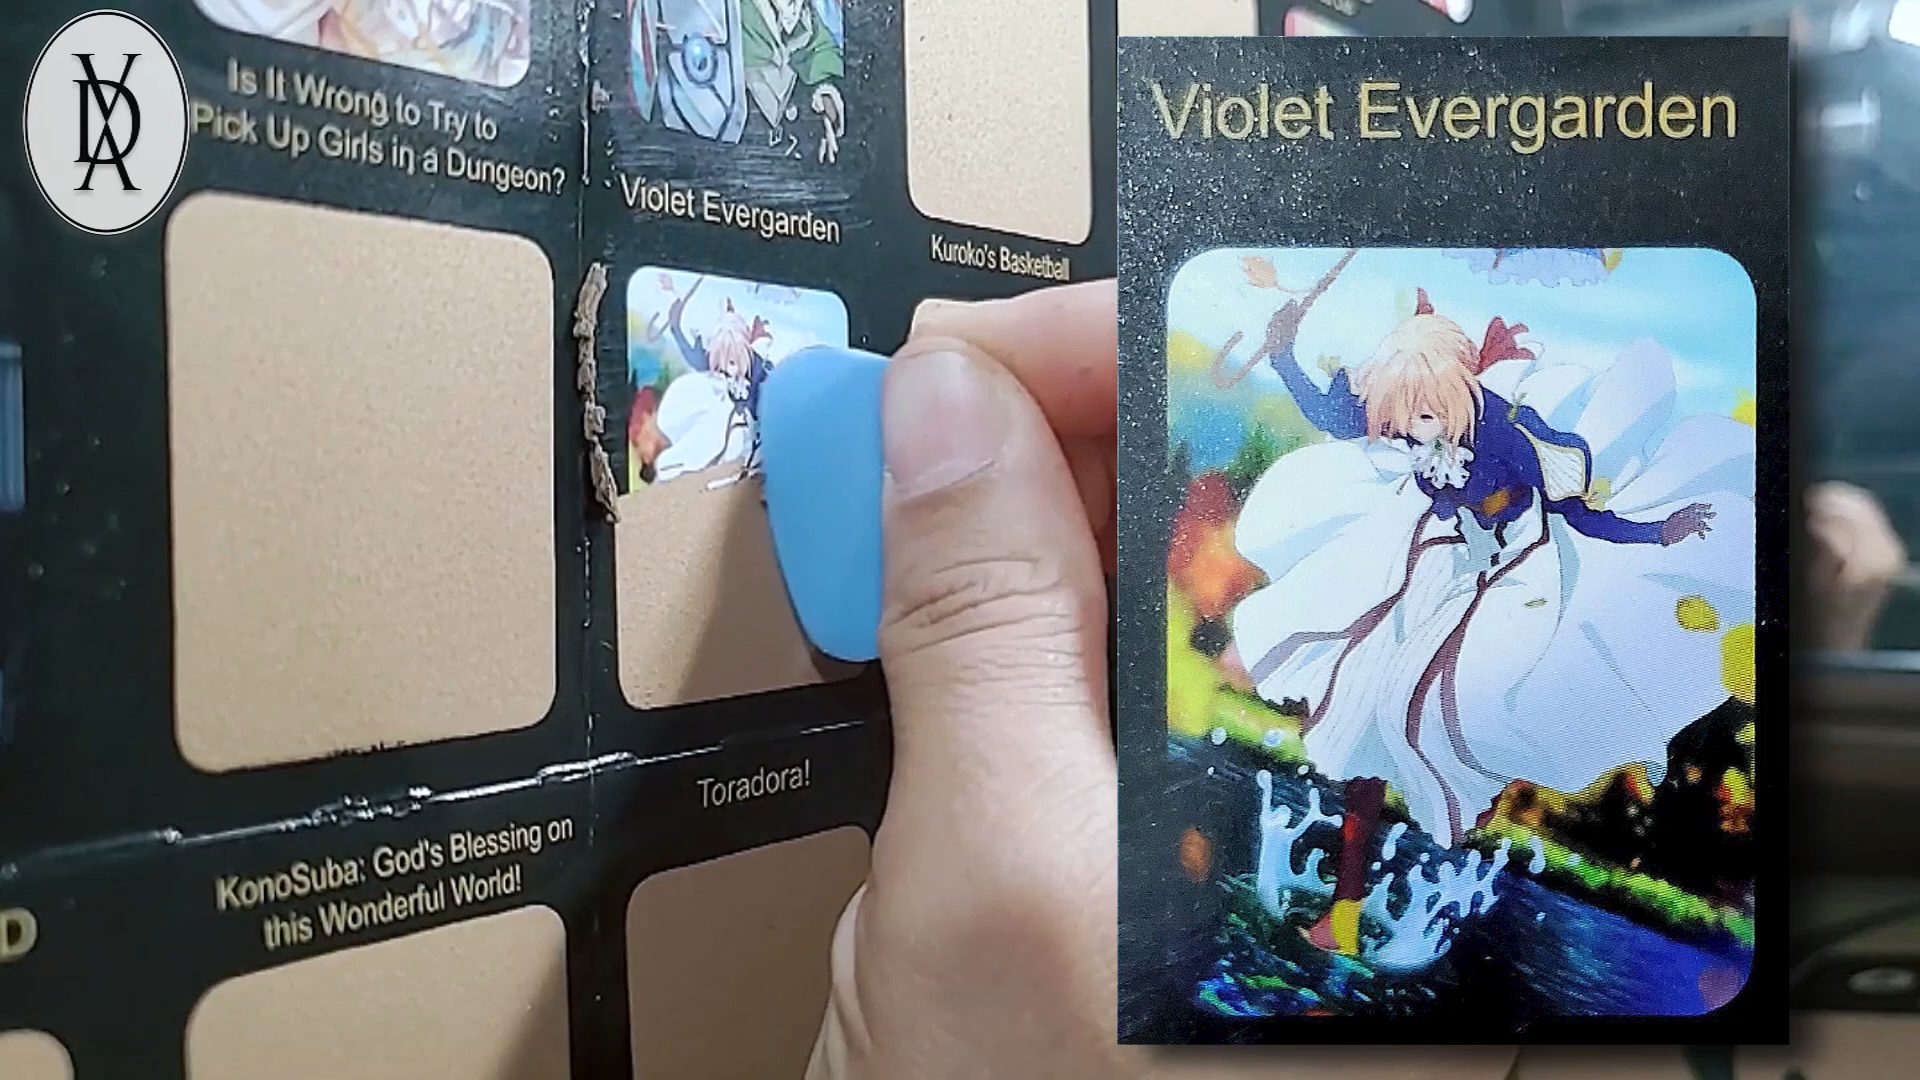 VDA
Is It Wrong to Try to
Pick Up Girls in a Dungeon?
Violet Evergarden
Kuroko's Basketball
Toradora!
KonoSuba: God's Blessing on
this Wonderful World!
D
Violet Evergarden